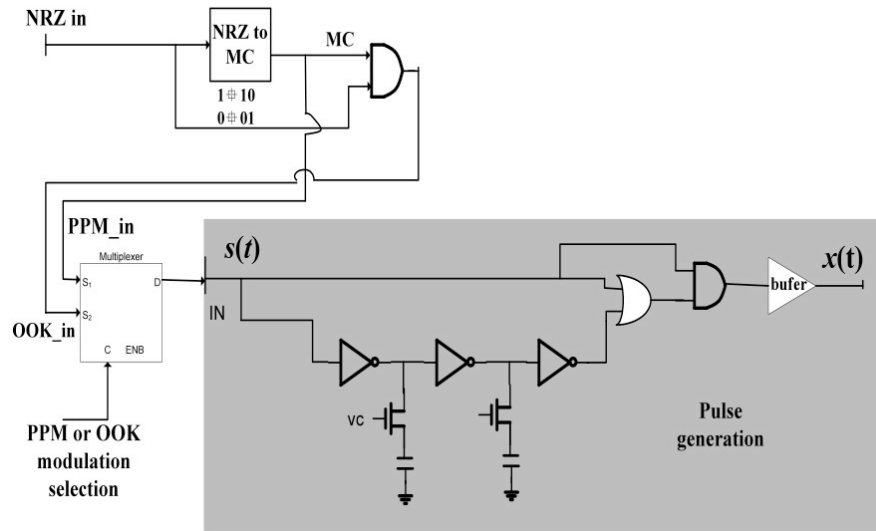 NRZ in
NRZ to
MC
MC
1⌖10
0⌖01
PPM_in
Multiplexer
S1
D
S2
OOK_in
C ENB
PPM or OOK
modulation
selection
s(t)
IN
x(t)
bufer
VC
Pulse
generation